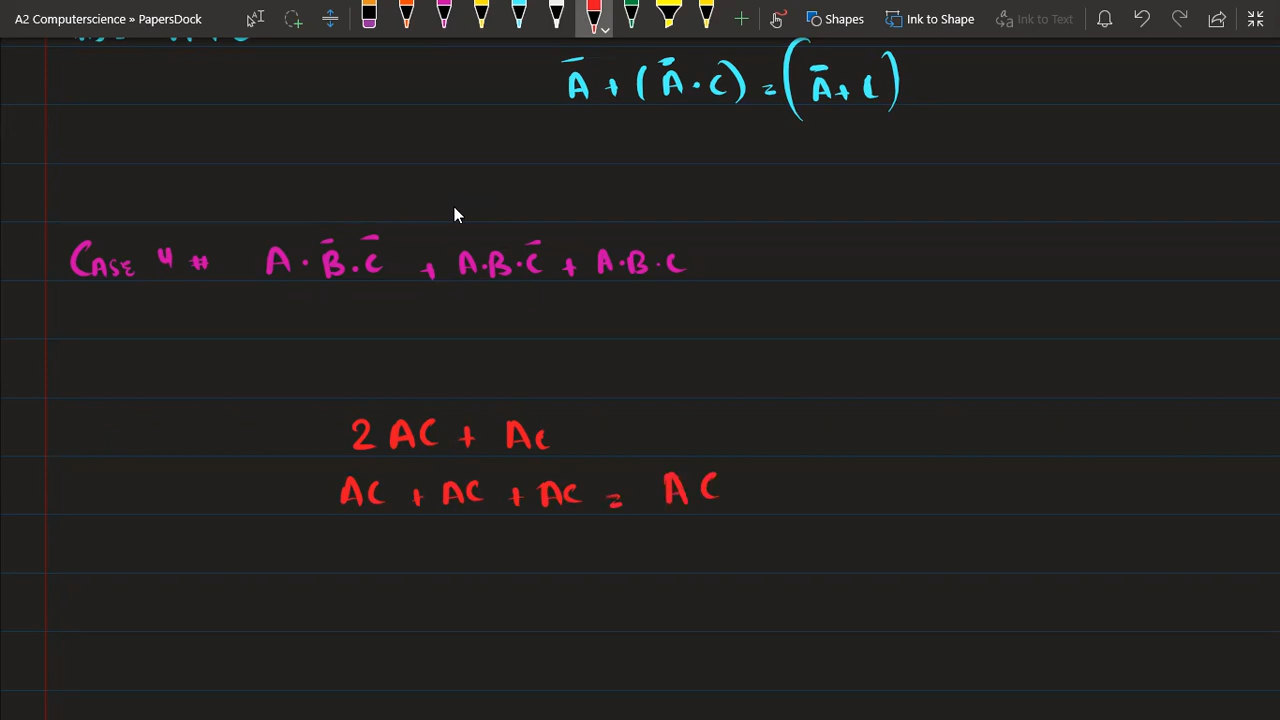 A2 Computerscience » PapersDock
Shapes
Ink to Shape
Ink to Text
A̅ + (A̅ · C) = (A̅ + C)
CASE 4 # A · B̅ · C̅ + A·B·C̅ + A·B·C
2 AC + AC
AC + AC + AC = AC